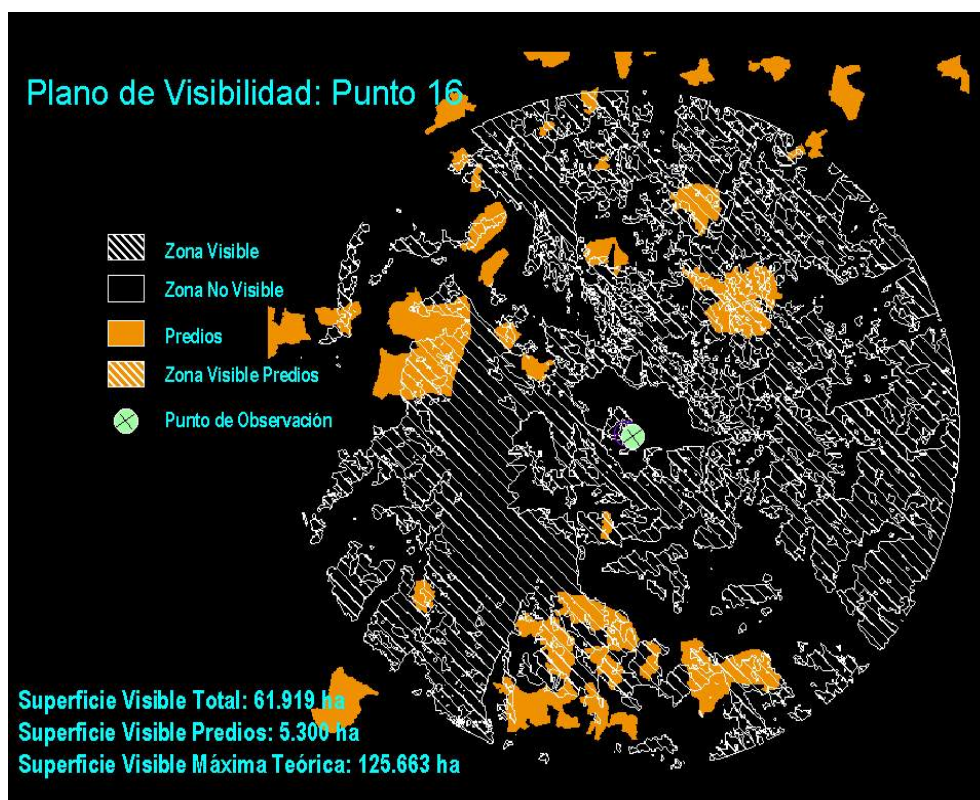 Plano de Visibilidad: Punto 16
Zona Visible
Zona No Visible
Predios
Zona Visible Predios
Punto de Observación
Superficie Visible Total: 61.919 ha
Superficie Visible Predios: 5.300 ha
Superficie Visible Máxima Teórica: 125.663 ha